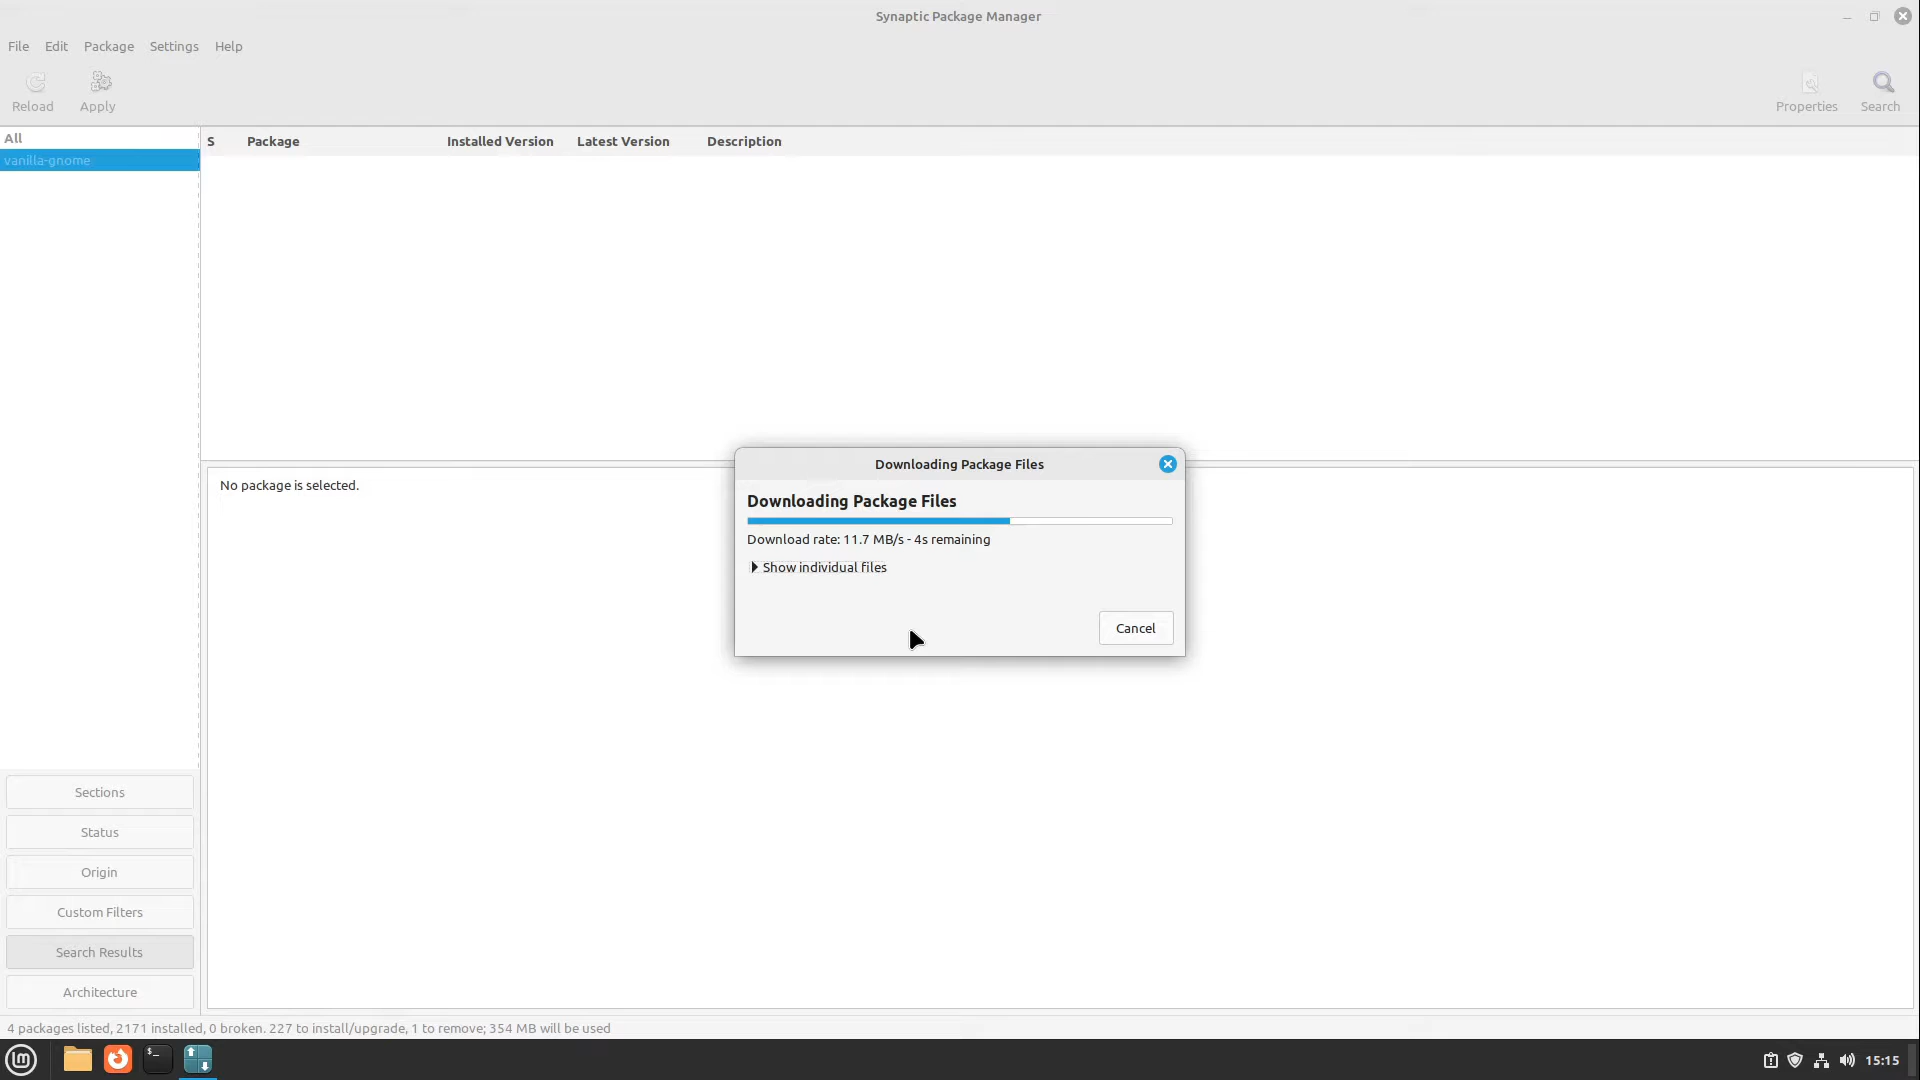 Synaptic Package Manager
File Edit Package Settings Help
Reload Apply Properties Search
All
vanilla-gnome
S Package Installed Version Latest Version Description
No package is selected.
Downloading Package Files
Downloading Package Files
Download rate: 11.7 MB/s - 4s remaining
Show individual files
Cancel
Sections
Status
Origin
Custom Filters
Search Results
Architecture
4 packages listed, 2171 installed, 0 broken. 227 to install/upgrade, 1 to remove; 354 MB will be used
15:15